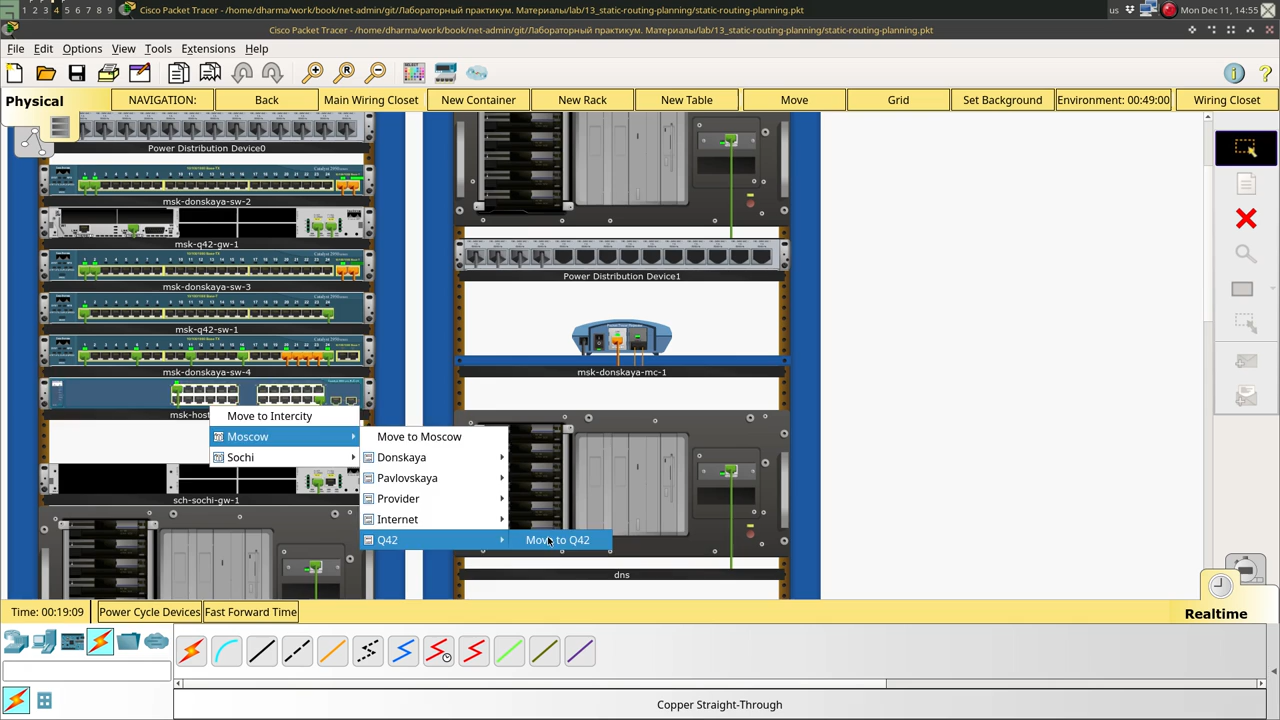 1 2 3 4 5 6 7 8 9
Cisco Packet Tracer - /home/dharma/work/book/net-admin/git/Лабораторный практикум. Материалы/lab/13_static-routing-planning/static-routing-planning.pkt
us
Mon Dec 11, 14:55
Cisco Packet Tracer - /home/dharma/work/book/net-admin/git/Лабораторный практикум. Материалы/lab/13_static-routing-planning/static-routing-planning.pkt
File Edit Options View Tools Extensions Help
Physical
NAVIGATION:
Back
Main Wiring Closet
New Container
New Rack
New Table
Move
Grid
Set Background
Environment: 00:49:00
Wiring Closet
Power Distribution Device0
msk-donskaya-sw-2
msk-q42-gw-1
msk-donskaya-sw-3
msk-q42-sw-1
msk-donskaya-sw-4
msk-host
sch-sochi-gw-1
Power Distribution Device1
msk-donskaya-mc-1
dns
Move to Intercity
Moscow
Sochi
Move to Moscow
Donskaya
Pavlovskaya
Provider
Internet
Q42
Move to Q42
Time: 00:19:09
Power Cycle Devices
Fast Forward Time
Realtime
Copper Straight-Through